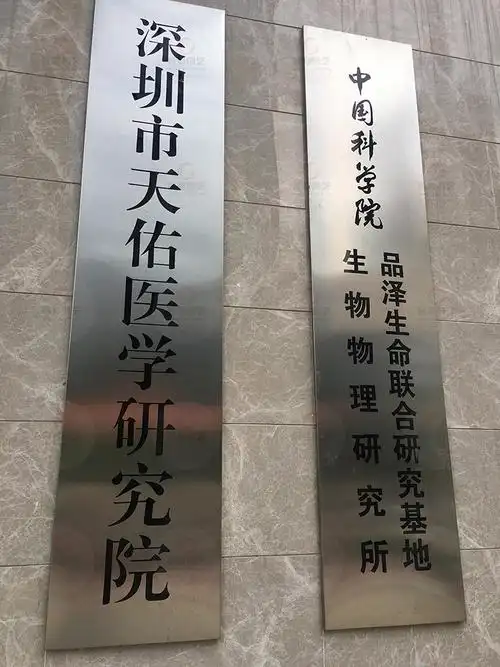 深圳市天佑医学研究院
中国科学院
生物物理研究所
品泽生命联合研究基地